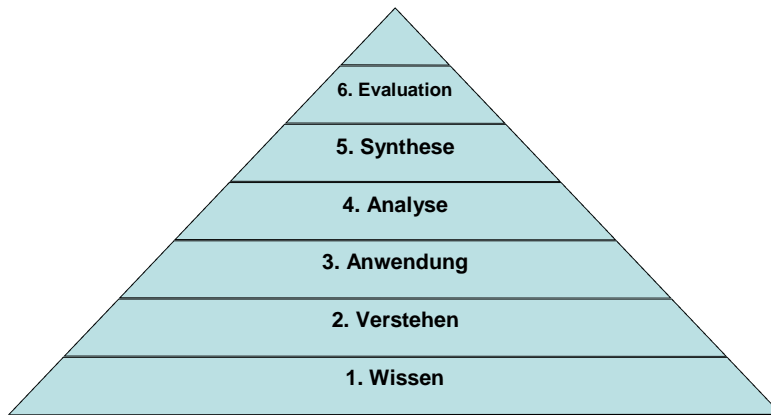 6. Evaluation
5. Synthese
4. Analyse
3. Anwendung
2. Verstehen
1. Wissen